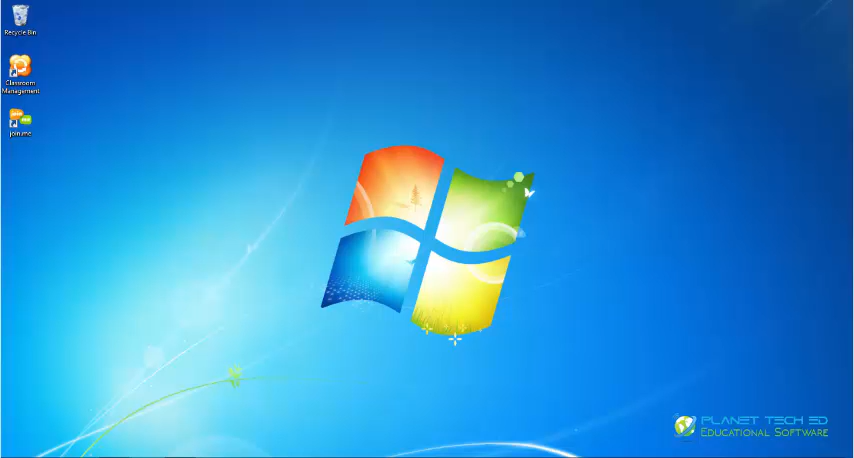 Recycle Bin
Classroom
Management
join.me
PLANET TECH ED
EDUCATIONAL SOFTWARE